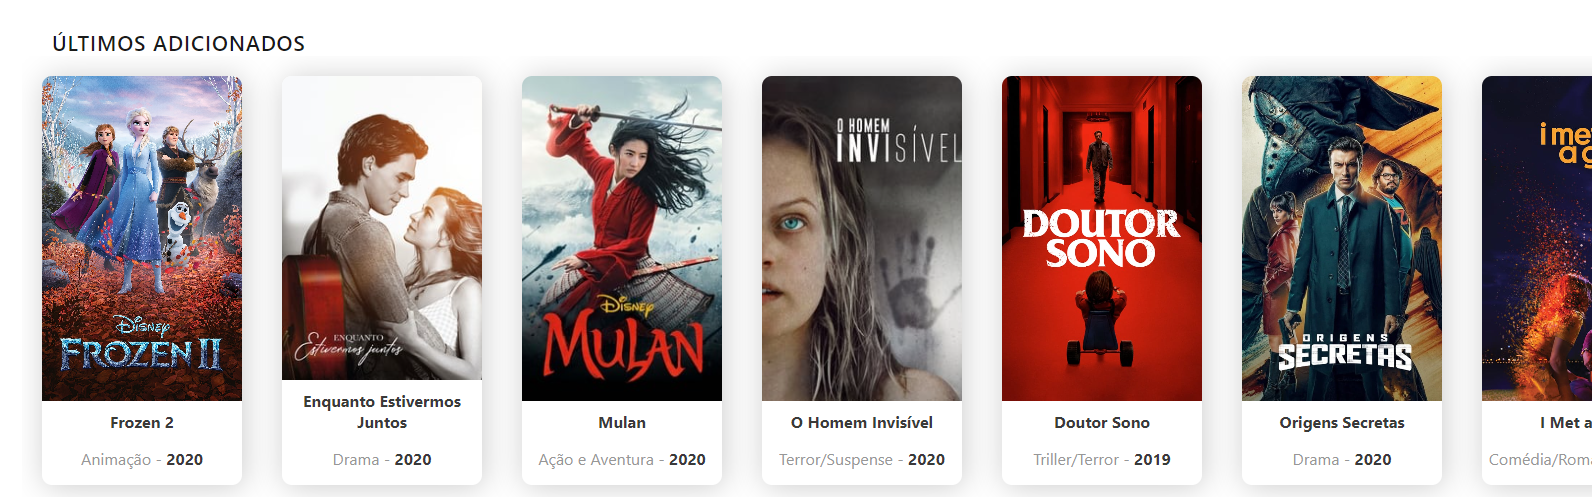 ÚLTIMOS ADICIONADOS
Disney
FROZEN II
Frozen 2
Animação - 2020
ENQUANTO
Estivermos juntos
Enquanto Estivermos
Juntos
Drama - 2020
Disney
MULAN
Mulan
Ação e Aventura - 2020
O HOMEM
INVISÍVEL
O Homem Invisível
Terror/Suspense - 2020
DOUTOR
SONO
Doutor Sono
Triller/Terror - 2019
ORIGENS
SECRETAS
Origens Secretas
Drama - 2020
i me
a g
I Met a
Comédia/Roma